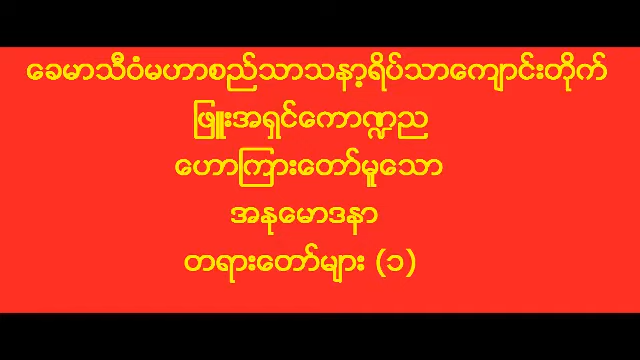 ခေမာသီဝံမဟာစည်သာသနာ့ရိပ်သာကျောင်းတိုက်
ဖြူးအရှင်ကောဏ္ဍည
ဟောကြားတော်မူသော
အနုမောဒနာ
တရားတော်များ (၁)